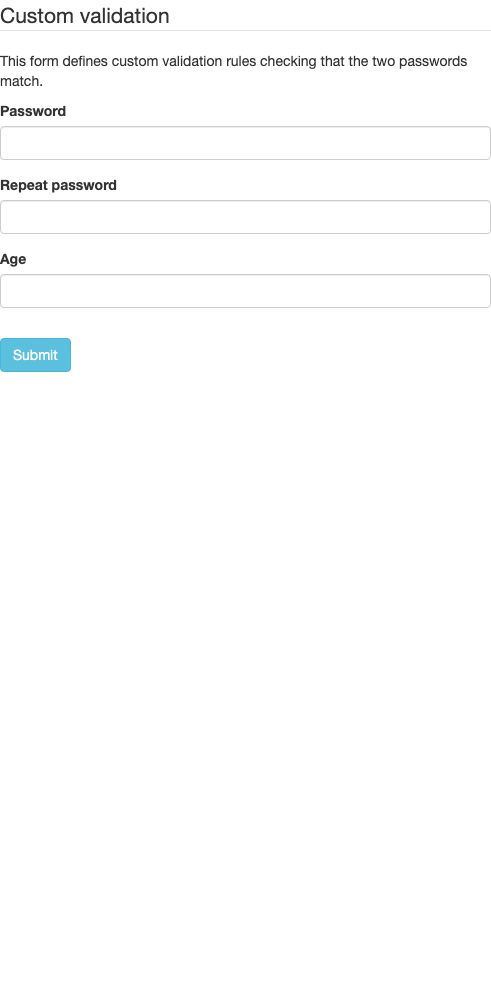 Custom validation
This form defines custom validation rules checking that the two passwords
match.
Password
Repeat password
Age
Submit